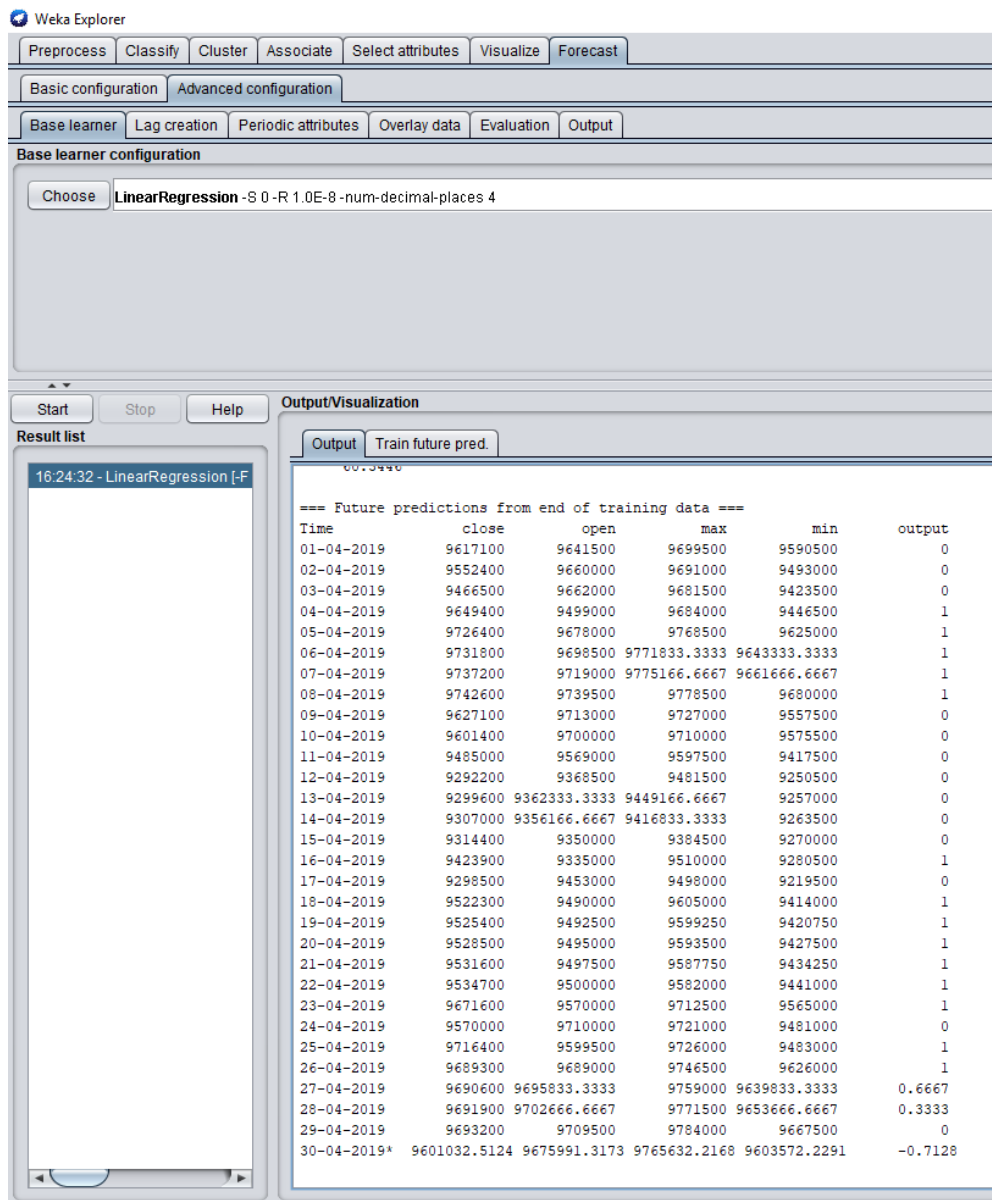 Weka Explorer
Preprocess Classify Cluster Associate Select attributes Visualize Forecast
Basic configuration Advanced configuration
Base learner Lag creation Periodic attributes Overlay data Evaluation Output
Base learner configuration
Choose LinearRegression -S 0 -R 1.0E-8 -num-decimal-places 4
Start Stop Help
Result list
16:24:32 - LinearRegression [-F
Output/Visualization
Output Train future pred.
=== Future predictions from end of training data ===
Time close open max min output
01-04-2019 9617100 9641500 9699500 9590500 0
02-04-2019 9552400 9660000 9691000 9493000 0
03-04-2019 9466500 9662000 9681500 9423500 0
04-04-2019 9649400 9499000 9684000 9446500 1
05-04-2019 9726400 9678000 9768500 9625000 1
06-04-2019 9731800 9698500 9771833.3333 9643333.3333 1
07-04-2019 9737200 9719000 9775166.6667 9661666.6667 1
08-04-2019 9742600 9739500 9778500 9680000 1
09-04-2019 9627100 9713000 9727000 9557500 0
10-04-2019 9601400 9700000 9710000 9575500 0
11-04-2019 9485000 9569000 9597500 9417500 0
12-04-2019 9292200 9368500 9481500 9250500 0
13-04-2019 9299600 9362333.3333 9449166.6667 9257000 0
14-04-2019 9307000 9356166.6667 9416833.3333 9263500 0
15-04-2019 9314400 9350000 9384500 9270000 0
16-04-2019 9423900 9335000 9510000 9280500 1
17-04-2019 9298500 9453000 9498000 9219500 0
18-04-2019 9522300 9490000 9605000 9414000 1
19-04-2019 9525400 9492500 9599250 9420750 1
20-04-2019 9528500 9495000 9593500 9427500 1
21-04-2019 9531600 9497500 9587750 9434250 1
22-04-2019 9534700 9500000 9582000 9441000 1
23-04-2019 9671600 9570000 9712500 9565000 1
24-04-2019 9570000 9710000 9721000 9481000 0
25-04-2019 9716400 9599500 9726000 9483000 1
26-04-2019 9689300 9689000 9746500 9626000 1
27-04-2019 9690600 9695833.3333 9759000 9639833.3333 0.6667
28-04-2019 9691900 9702666.6667 9771500 9653666.6667 0.3333
29-04-2019 9693200 9709500 9784000 9667500 0
30-04-2019* 9601032.5124 9675991.3173 9765632.2168 9603572.2291 -0.7128